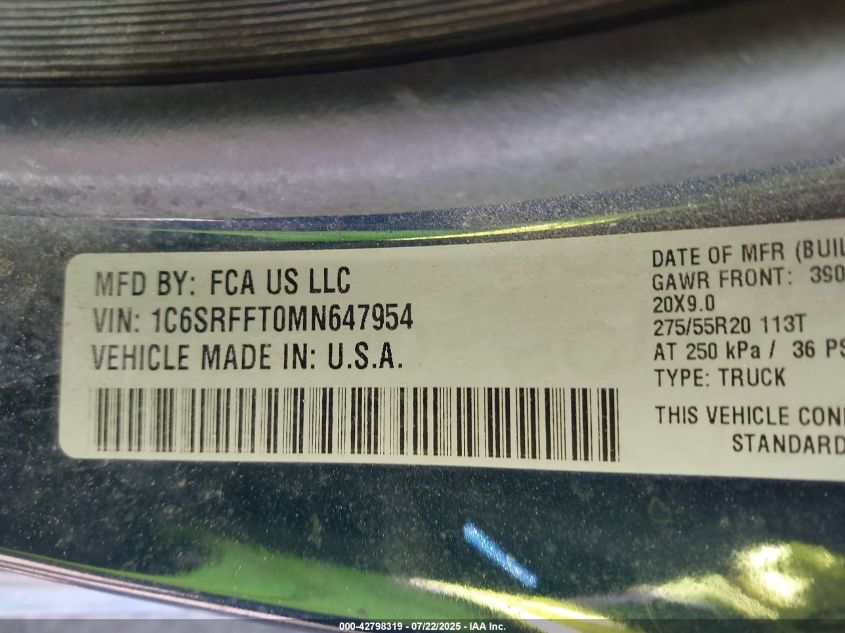 MFD BY: FCA US LLC
VIN: 1C6SRFFT0MN647954
VEHICLE MADE IN: U.S.A.
DATE OF MFR (BUIL
GAWR FRONT: 390
20X9.0
275/55R20 113T
AT 250 kPa / 36 PS
TYPE: TRUCK
THIS VEHICLE CON
STANDARD
000-42798319 - 07/22/2025 - IAA Inc.